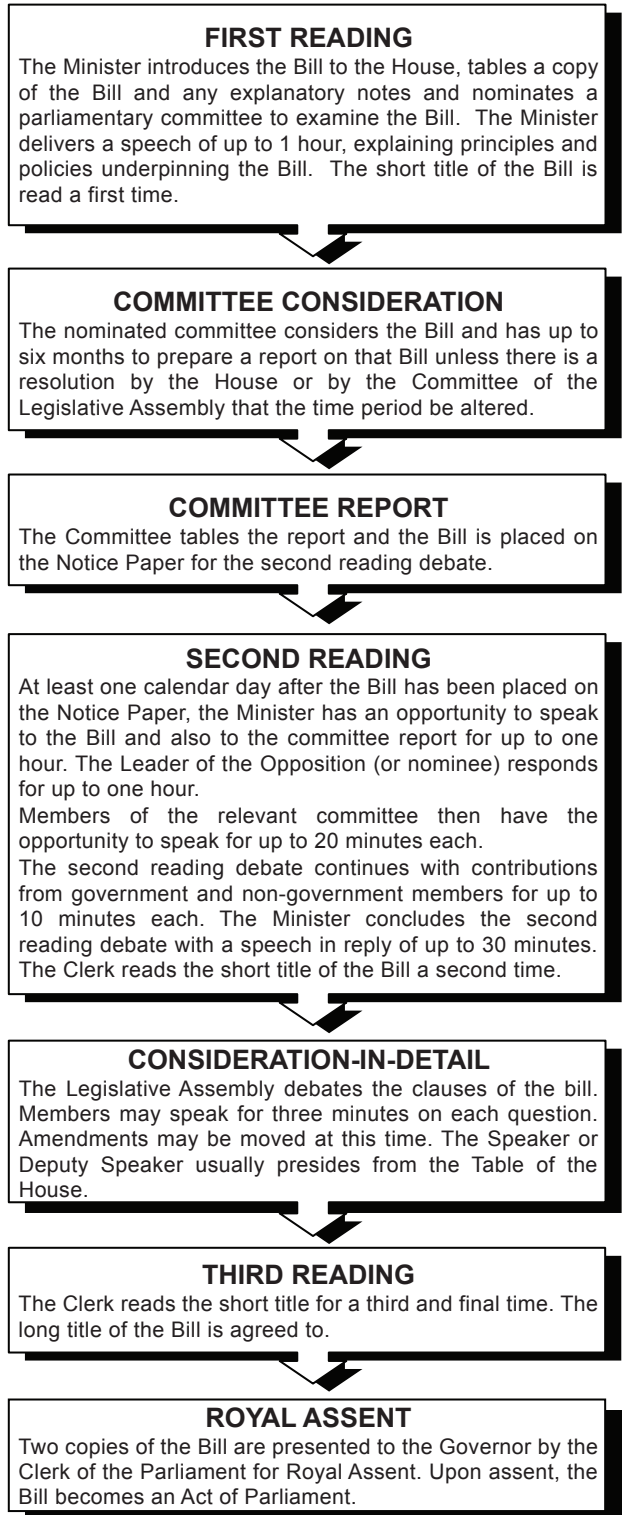 FIRST READING
The Minister introduces the Bill to the House, tables a copy
of the Bill and any explanatory notes and nominates a
parliamentary committee to examine the Bill. The Minister
delivers a speech of up to 1 hour, explaining principles and
policies underpinning the Bill. The short title of the Bill is
read a first time.
COMMITTEE CONSIDERATION
The nominated committee considers the Bill and has up to
six months to prepare a report on that Bill unless there is a
resolution by the House or by the Committee of the
Legislative Assembly that the time period be altered.
COMMITTEE REPORT
The Committee tables the report and the Bill is placed on
the Notice Paper for the second reading debate.
SECOND READING
At least one calendar day after the Bill has been placed on
the Notice Paper, the Minister has an opportunity to speak
to the Bill and also to the committee report for up to one
hour. The Leader of the Opposition (or nominee) responds
for up to one hour.
Members of the relevant committee then have the
opportunity to speak for up to 20 minutes each.
The second reading debate continues with contributions
from government and non-government members for up to
10 minutes each. The Minister concludes the second
reading debate with a speech in reply of up to 30 minutes.
The Clerk reads the short title of the Bill a second time.
CONSIDERATION-IN-DETAIL
The Legislative Assembly debates the clauses of the bill.
Members may speak for three minutes on each question.
Amendments may be moved at this time. The Speaker or
Deputy Speaker usually presides from the Table of the
House.
THIRD READING
The Clerk reads the short title for a third and final time. The
long title of the Bill is agreed to.
ROYAL ASSENT
Two copies of the Bill are presented to the Governor by the
Clerk of the Parliament for Royal Assent. Upon assent, the
Bill becomes an Act of Parliament.